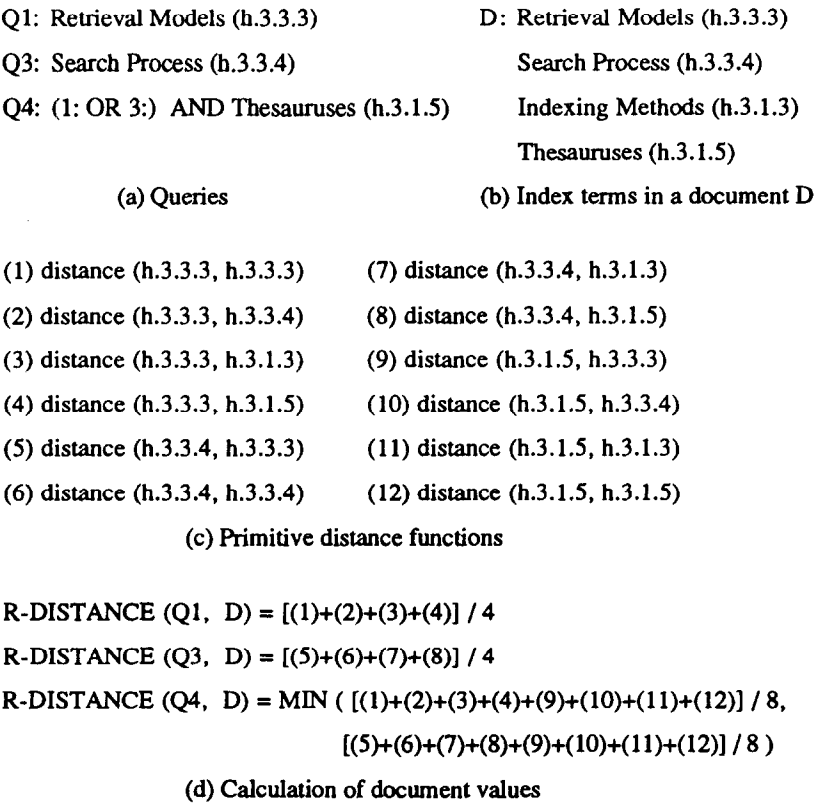 Q1: Retrieval Models (h.3.3.3)
Q3: Search Process (h.3.3.4)
Q4: (1: OR 3:) AND Thesauruses (h.3.1.5)
(a) Queries
D: Retrieval Models (h.3.3.3)
Search Process (h.3.3.4)
Indexing Methods (h.3.1.3)
Thesauruses (h.3.1.5)
(b) Index terms in a document D
(1) distance (h.3.3.3, h.3.3.3)
(2) distance (h.3.3.3, h.3.3.4)
(3) distance (h.3.3.3, h.3.1.3)
(4) distance (h.3.3.3, h.3.1.5)
(5) distance (h.3.3.4, h.3.3.3)
(6) distance (h.3.3.4, h.3.3.4)
(7) distance (h.3.3.4, h.3.1.3)
(8) distance (h.3.3.4, h.3.1.5)
(9) distance (h.3.1.5, h.3.3.3)
(10) distance (h.3.1.5, h.3.3.4)
(11) distance (h.3.1.5, h.3.1.3)
(12) distance (h.3.1.5, h.3.1.5)
(c) Primitive distance functions
R-DISTANCE (Q1, D) = [(1)+(2)+(3)+(4)] / 4
R-DISTANCE (Q3, D) = [(5)+(6)+(7)+(8)] / 4
R-DISTANCE (Q4, D) = MIN ( [(1)+(2)+(3)+(4)+(9)+(10)+(11)+(12)] / 8,
[(5)+(6)+(7)+(8)+(9)+(10)+(11)+(12)] / 8 )
(d) Calculation of document values